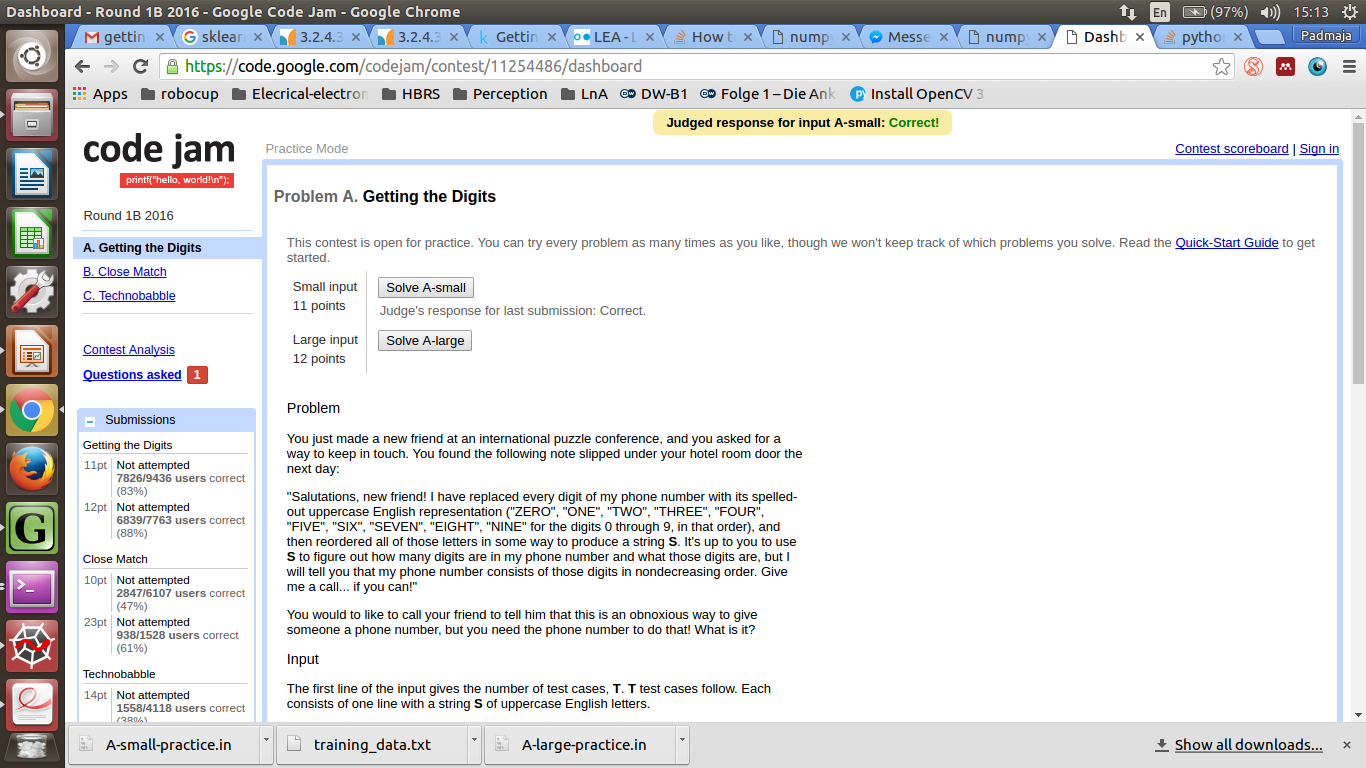 Dashboard - Round 1B 2016 - Google Code Jam - Google Chrome
En (97%) 15:13
gettin sklear 3.2.4.3 3.2.4.3 Gettin LEA - L How t numpy Messe numpy Dashb pytho Padmaja
https://code.google.com/codejam/contest/11254486/dashboard
Apps robocup Elecrical-electron HBRS Perception LnA DW-B1 Folge 1 – Die Ank Install OpenCV 3
Judged response for input A-small: Correct!
code jam
printf("hello, world!\n");
Practice Mode
Contest scoreboard | Sign in
Round 1B 2016
A. Getting the Digits
B. Close Match
C. Technobabble
Contest Analysis
Questions asked 1
Submissions
Getting the Digits
11pt Not attempted
7826/9436 users correct
(83%)
12pt Not attempted
6839/7763 users correct
(88%)
Close Match
10pt Not attempted
2847/6107 users correct
(47%)
23pt Not attempted
938/1528 users correct
(61%)
Technobabble
14pt Not attempted
1558/4118 users correct
(38%)
Problem A. Getting the Digits
This contest is open for practice. You can try every problem as many times as you like, though we won't keep track of which problems you solve. Read the Quick-Start Guide to get
started.
Small input
11 points
Solve A-small
Judge's response for last submission: Correct.
Large input
12 points
Solve A-large
Problem
You just made a new friend at an international puzzle conference, and you asked for a
way to keep in touch. You found the following note slipped under your hotel room door the
next day:
"Salutations, new friend! I have replaced every digit of my phone number with its spelled-
out uppercase English representation ("ZERO", "ONE", "TWO", "THREE", "FOUR",
"FIVE", "SIX", "SEVEN", "EIGHT", "NINE" for the digits 0 through 9, in that order), and
then reordered all of those letters in some way to produce a string S. It's up to you to use
S to figure out how many digits are in my phone number and what those digits are, but I
will tell you that my phone number consists of those digits in nondecreasing order. Give
me a call... if you can!"
You would to like to call your friend to tell him that this is an obnoxious way to give
someone a phone number, but you need the phone number to do that! What is it?
Input
The first line of the input gives the number of test cases, T. T test cases follow. Each
consists of one line with a string S of uppercase English letters.
A-small-practice.in training_data.txt A-large-practice.in Show all downloads...